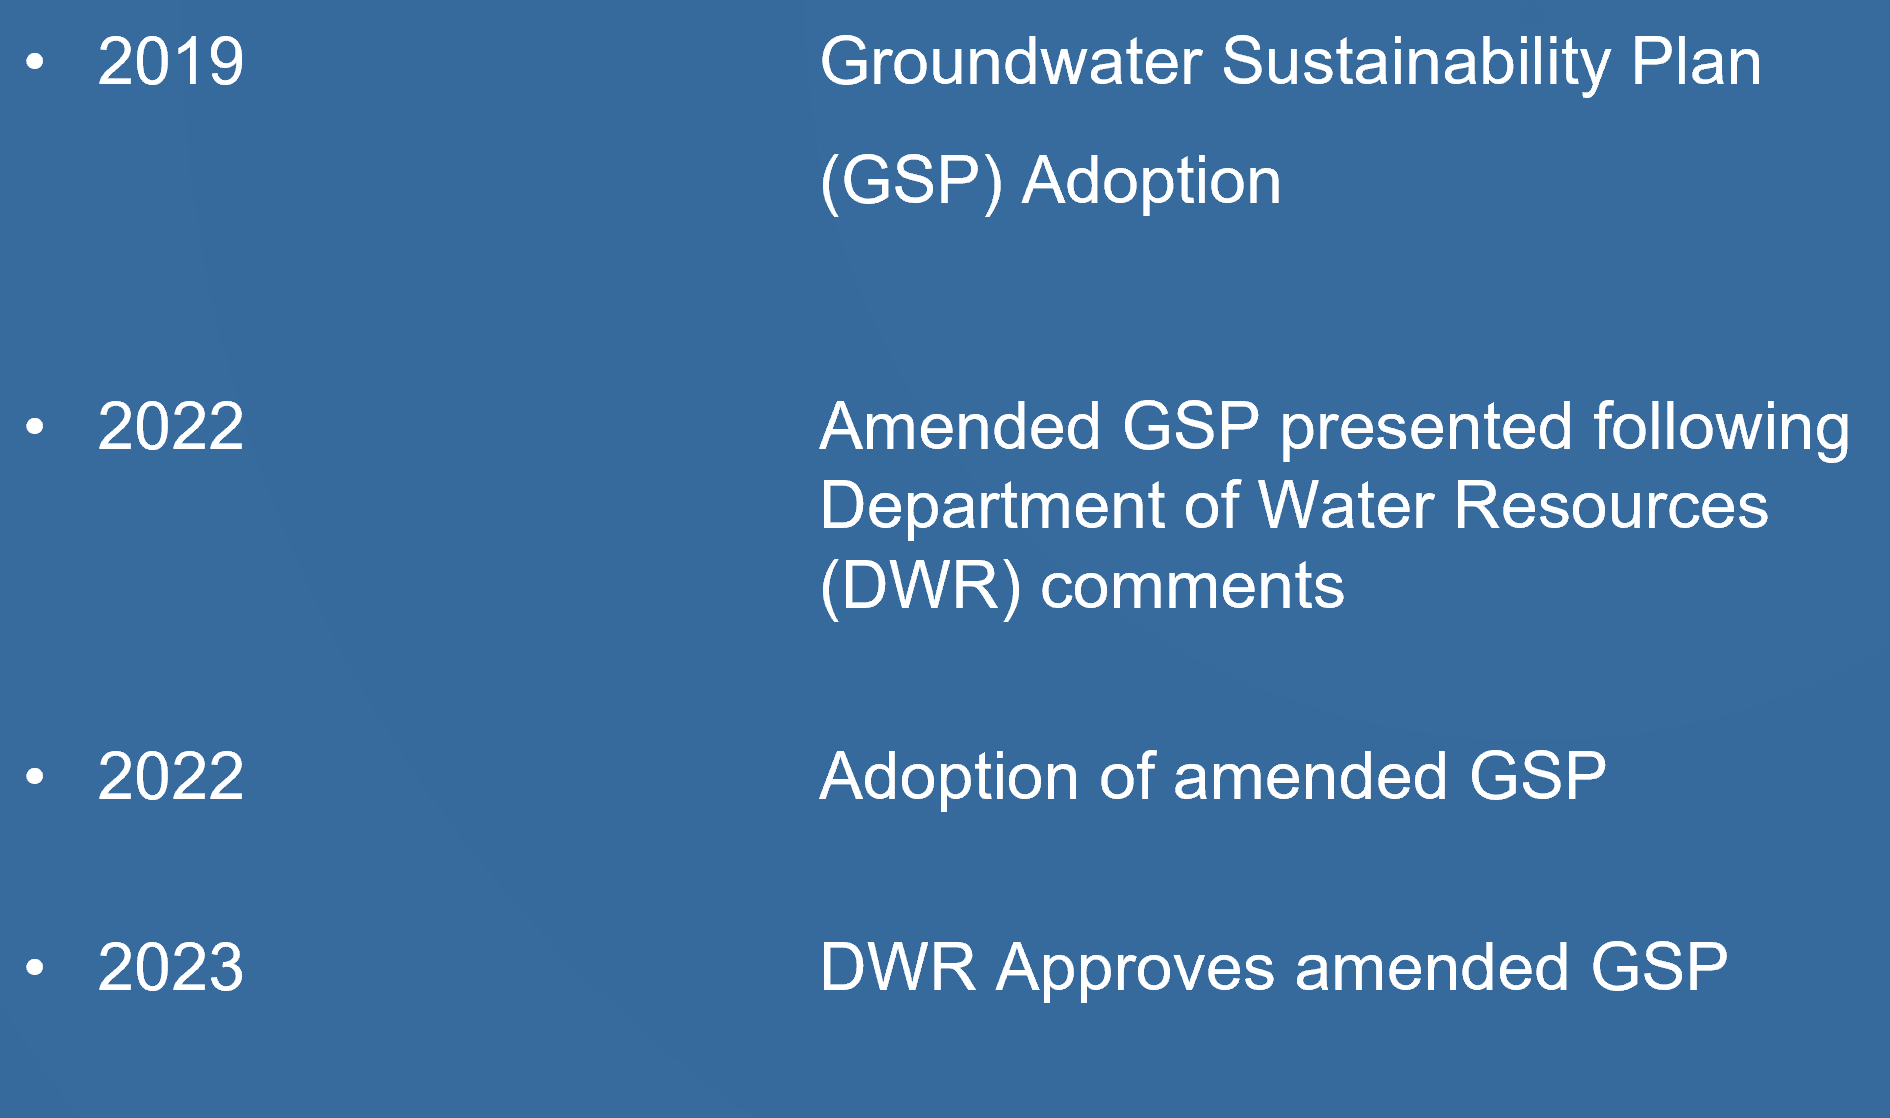 • 2019 Groundwater Sustainability Plan
(GSP) Adoption
• 2022 Amended GSP presented following
Department of Water Resources
(DWR) comments
• 2022 Adoption of amended GSP
• 2023 DWR Approves amended GSP